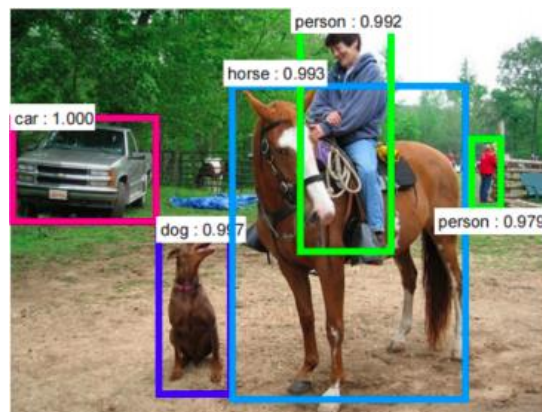 person : 0.992
horse : 0.993
car : 1.000
dog : 0.997
person : 0.979